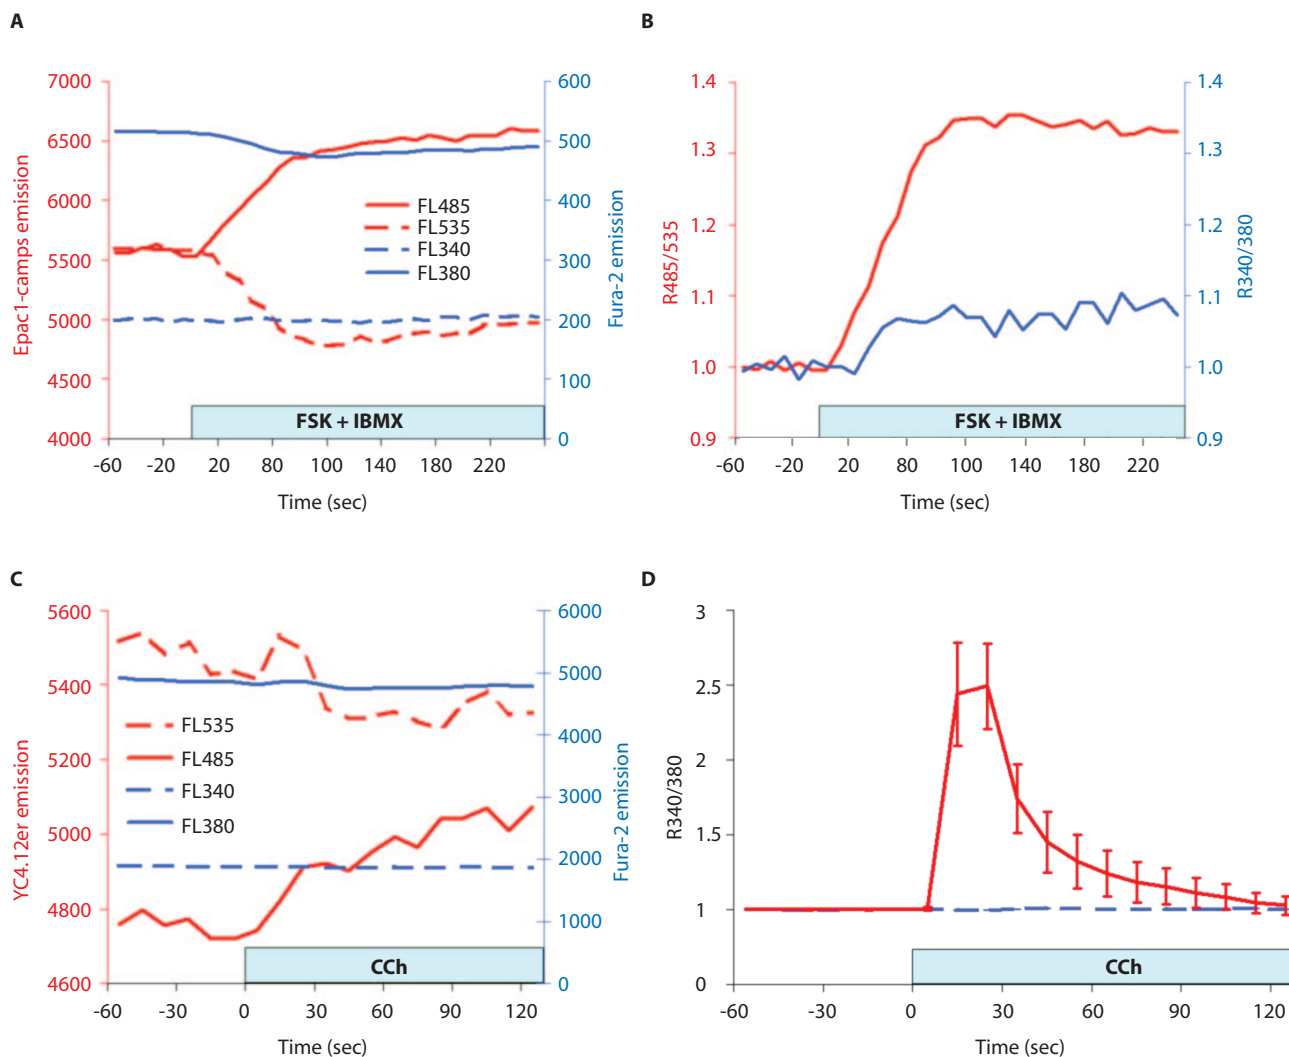 A
7000
6500
6000
5500
5000
4500
4000
Epac1-camps emission
600
500
400
300
200
100
0
Fura-2 emission
FL485
FL535
FL340
FL380
FSK + IBMX
-60 -20 20 80 100 140 180 220
Time (sec)
B
1.4
1.3
1.2
1.1
1.0
0.9
R485/535
1.4
1.3
1.2
1.1
1.0
0.9
R340/380
FSK + IBMX
-60 -20 20 80 100 140 180 220
Time (sec)
C
5600
5400
5200
5000
4800
4600
YC4.12er emission
6000
5000
4000
3000
2000
1000
0
Fura-2 emission
FL535
FL485
FL340
FL380
CCh
-60 -30 0 30 60 90 120
Time (sec)
D
3
2.5
2
1.5
1
0
R340/380
CCh
-60 -30 0 30 60 90 120
Time (sec)